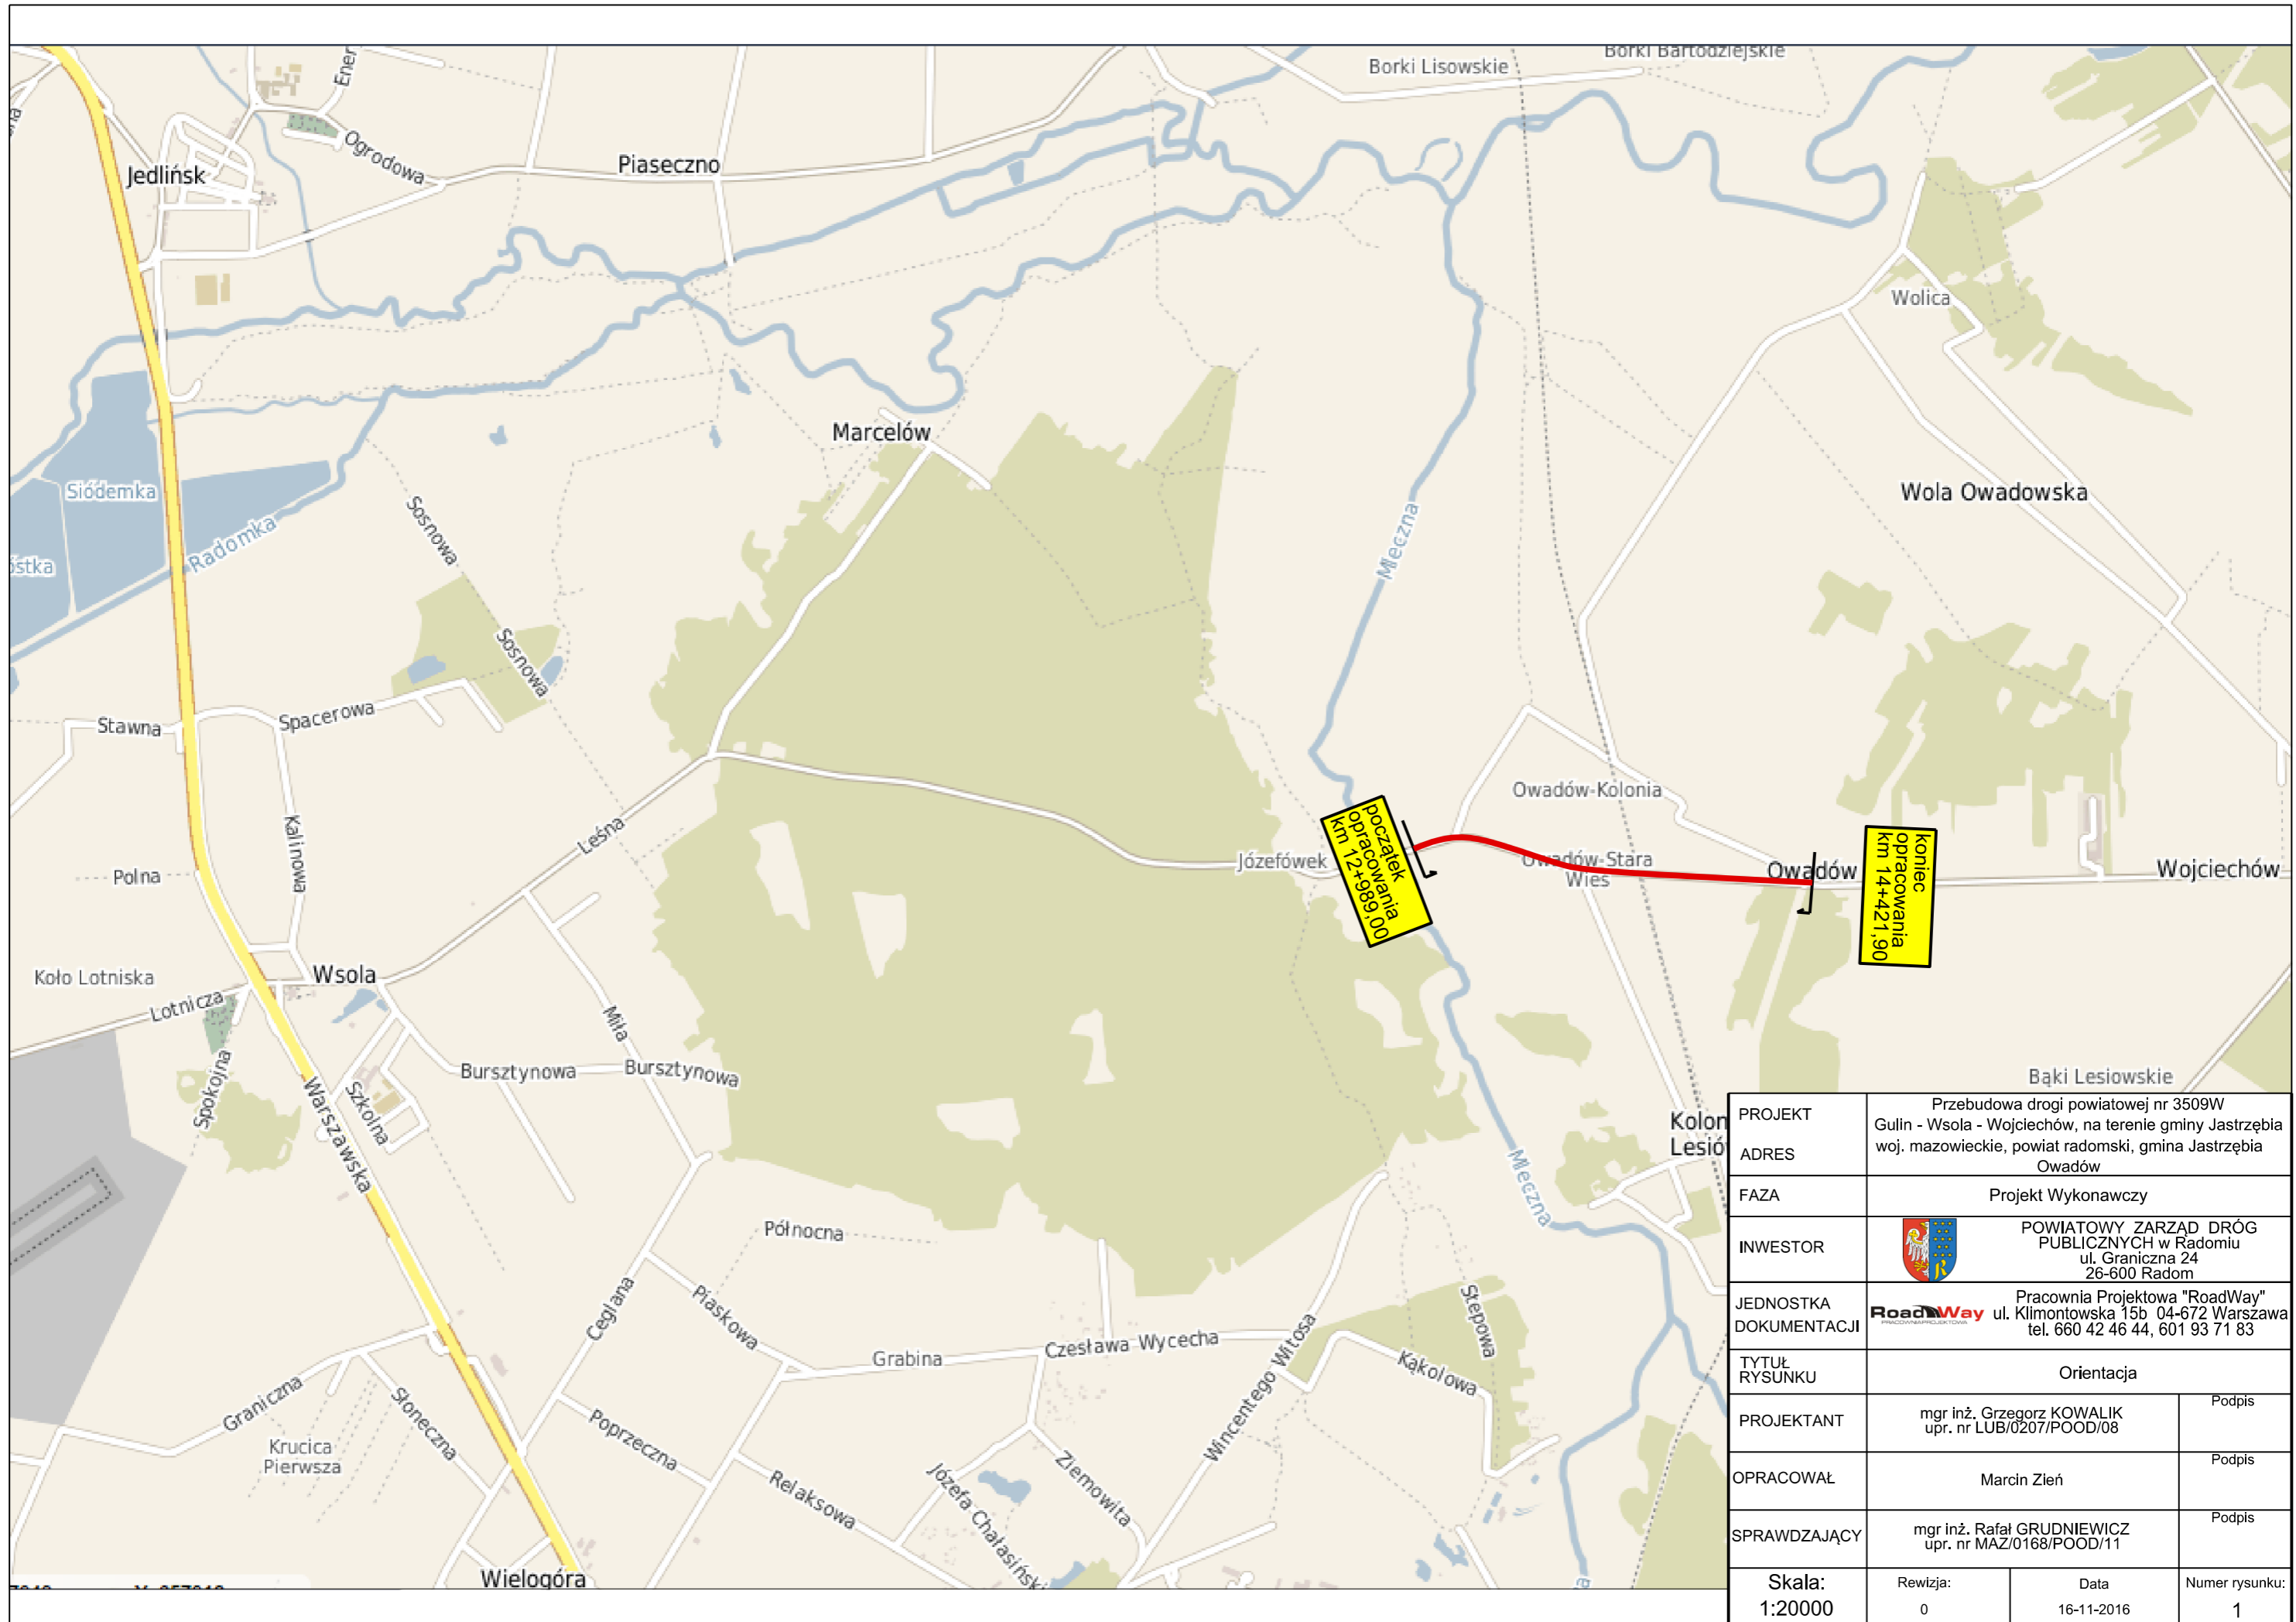 Borki Lisowskie
Borki Bartodziejskie
Ener
Ogrodowa
Jedlińsk
Piaseczno
Wolica
Marcelów
Siódemka
Radomka
Sosnowa
Mleczna
Wola Owadowska
óstka
Sosnowa
Stawna
Spacerowa
Kalinowa
Leśna
Owadów-Kolonia
początek
opracowania
km 12+989,00
koniec
opracowania
km 14+421,90
Józefówek
Owadów-Stara
Wieś
Owadów
Wojciechów
Polna
Koło Lotniska
Wsola
Lotnicza
Miła
Spokojna
Szkolna
Warszawska
Bursztynowa
Bursztynowa
Bąki Lesiowskie
Kolon
Lesió
Mleczna
Północna
Ceglana
Piaskowa
Grabina
Czesława Wycecha
Wincentego Witosa
Stepowa
Kąkolowa
Graniczna
Słoneczna
Krucica
Pierwsza
Poprzeczna
Relaksowa
Józefa Chałasińskie
Ziemowita
Wielogóra
PROJEKT
ADRES
Przebudowa drogi powiatowej nr 3509W
Gulin - Wsola - Wojciechów, na terenie gminy Jastrzębia
woj. mazowieckie, powiat radomski, gmina Jastrzębia
Owadów
FAZA
Projekt Wykonawczy
INWESTOR
POWIATOWY ZARZĄD DRÓG
PUBLICZNYCH w Radomiu
ul. Graniczna 24
26-600 Radom
JEDNOSTKA
DOKUMENTACJI
RoadWay
PRACOWNIA PROJEKTOWA
Pracownia Projektowa "RoadWay"
ul. Klimontowska 15b 04-672 Warszawa
tel. 660 42 46 44, 601 93 71 83
TYTUŁ
RYSUNKU
Orientacja
PROJEKTANT
mgr inż. Grzegorz KOWALIK
upr. nr LUB/0207/POOD/08
Podpis
OPRACOWAŁ
Marcin Zień
Podpis
SPRAWDZAJĄCY
mgr inż. Rafał GRUDNIEWICZ
upr. nr MAZ/0168/POOD/11
Podpis
Skala:
1:20000
Rewizja:
0
Data
16-11-2016
Numer rysunku:
1